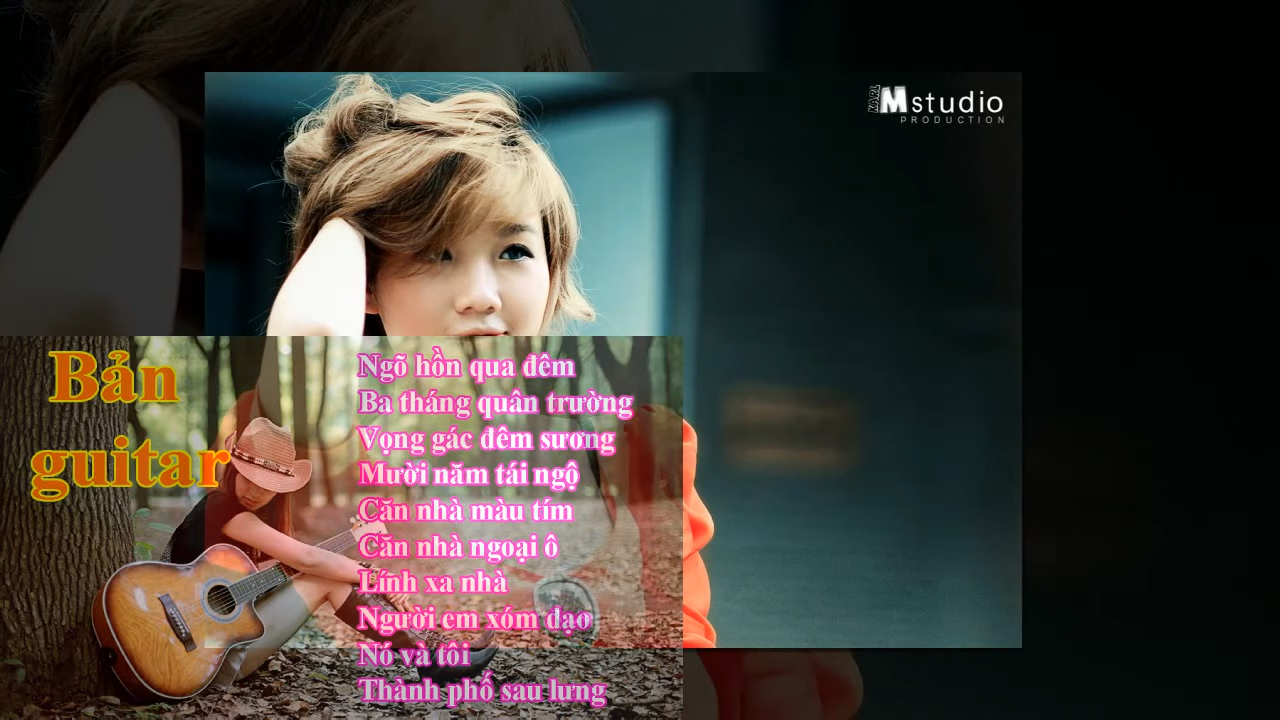 KARL
M studio
PRODUCTION
Bản
guitar
Ngõ hồn qua đêm
Ba tháng quân trường
Vọng gác đêm sương
Mười năm tái ngộ
Căn nhà màu tím
Căn nhà ngoại ô
Lính xa nhà
Người em xóm đạo
Nó và tôi
Thành phố sau lưng